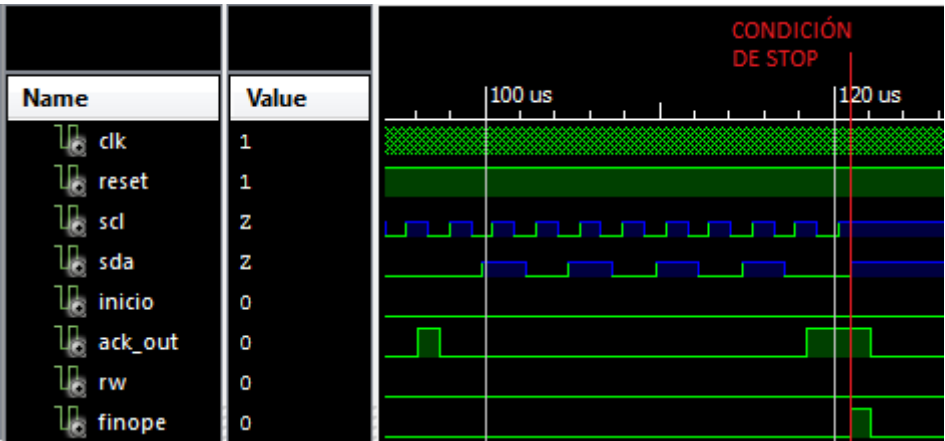 CONDICIÓN
DE STOP
Name Value
100 us 120 us
clk 1
reset 1
scl Z
sda Z
inicio 0
ack_out 0
rw 0
finope 0